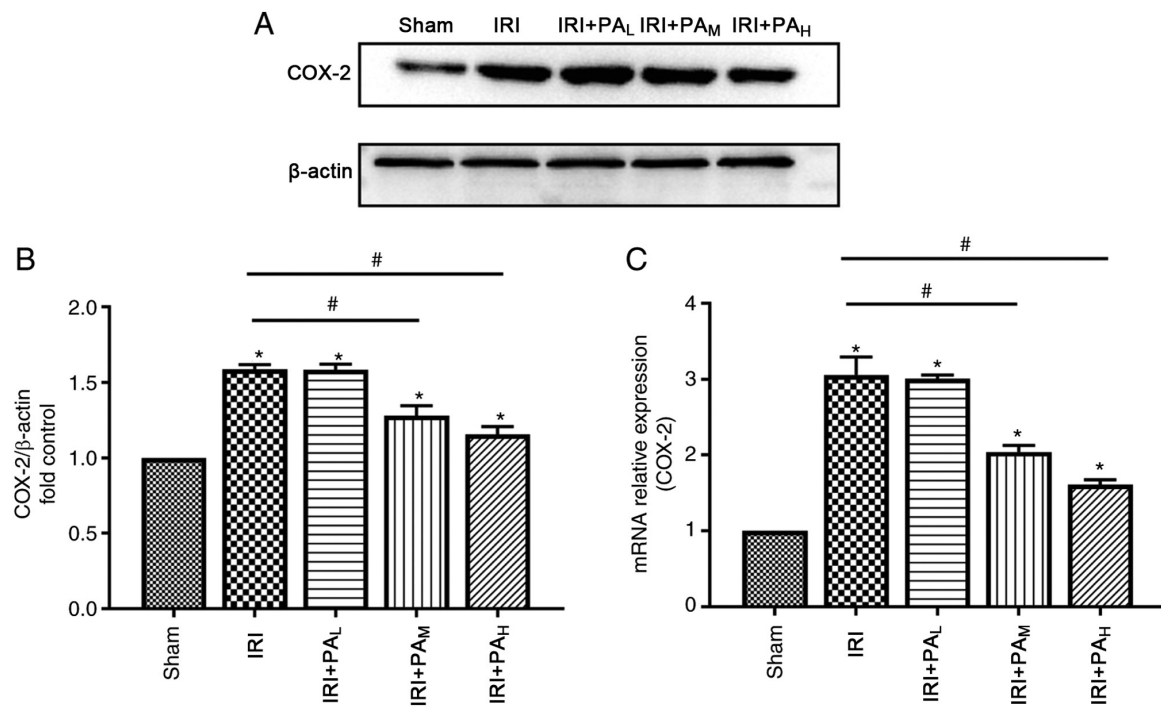 A
Sham IRI IRI+PAL IRI+PAM IRI+PAH
COX-2
β-actin
B
#
#
COX-2/β-actin
fold control
2.0
1.5
1.0
0.5
0.0
* * * *
Sham
IRI
IRI+PAL
IRI+PAM
IRI+PAH
C
#
#
mRNA relative expression
(COX-2)
4
3
2
1
0
* * * *
Sham
IRI
IRI+PAL
IRI+PAM
IRI+PAH